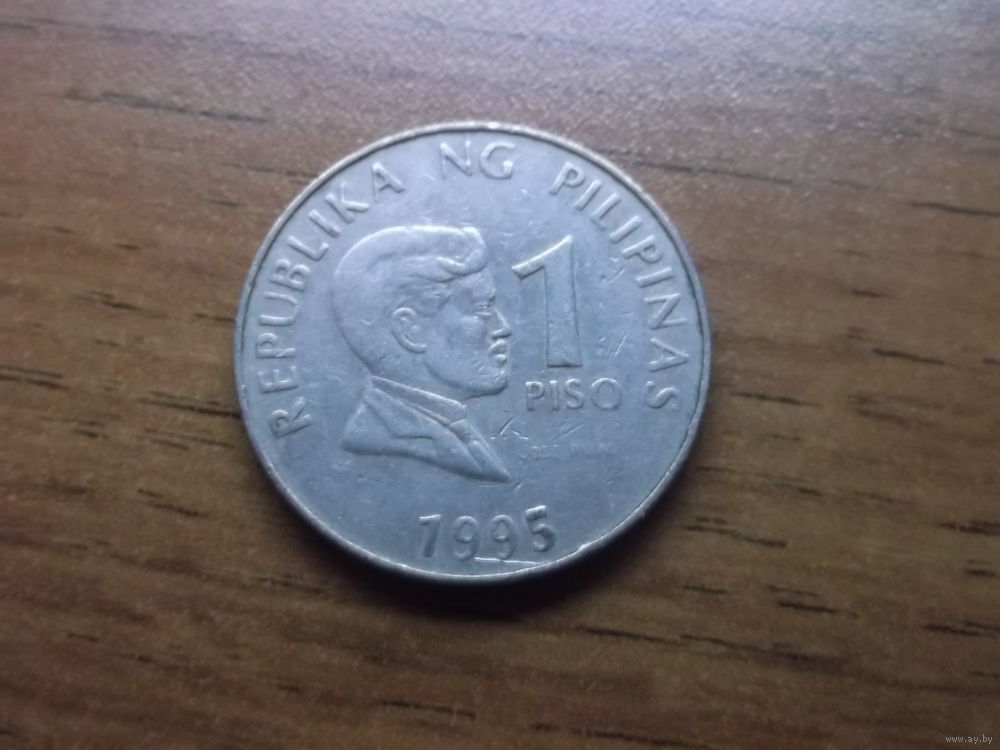 REPUBLIKA NG PILIPINAS
1
PISO
1995
www.ay.by